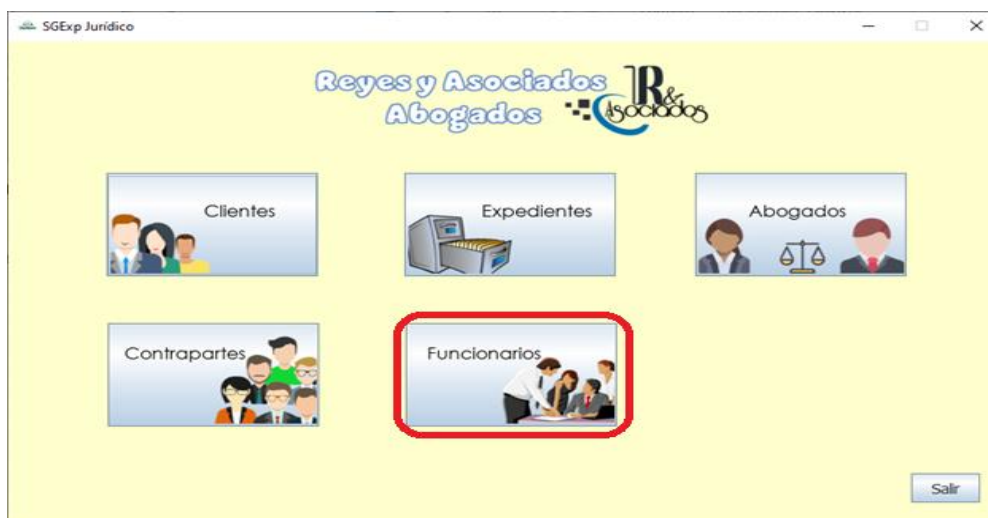 SGExp Jurídico
Reyes y Asociados
Abogados
R&
Asociados
Clientes
Expedientes
Abogados
Contrapartes
Funcionarios
Salir